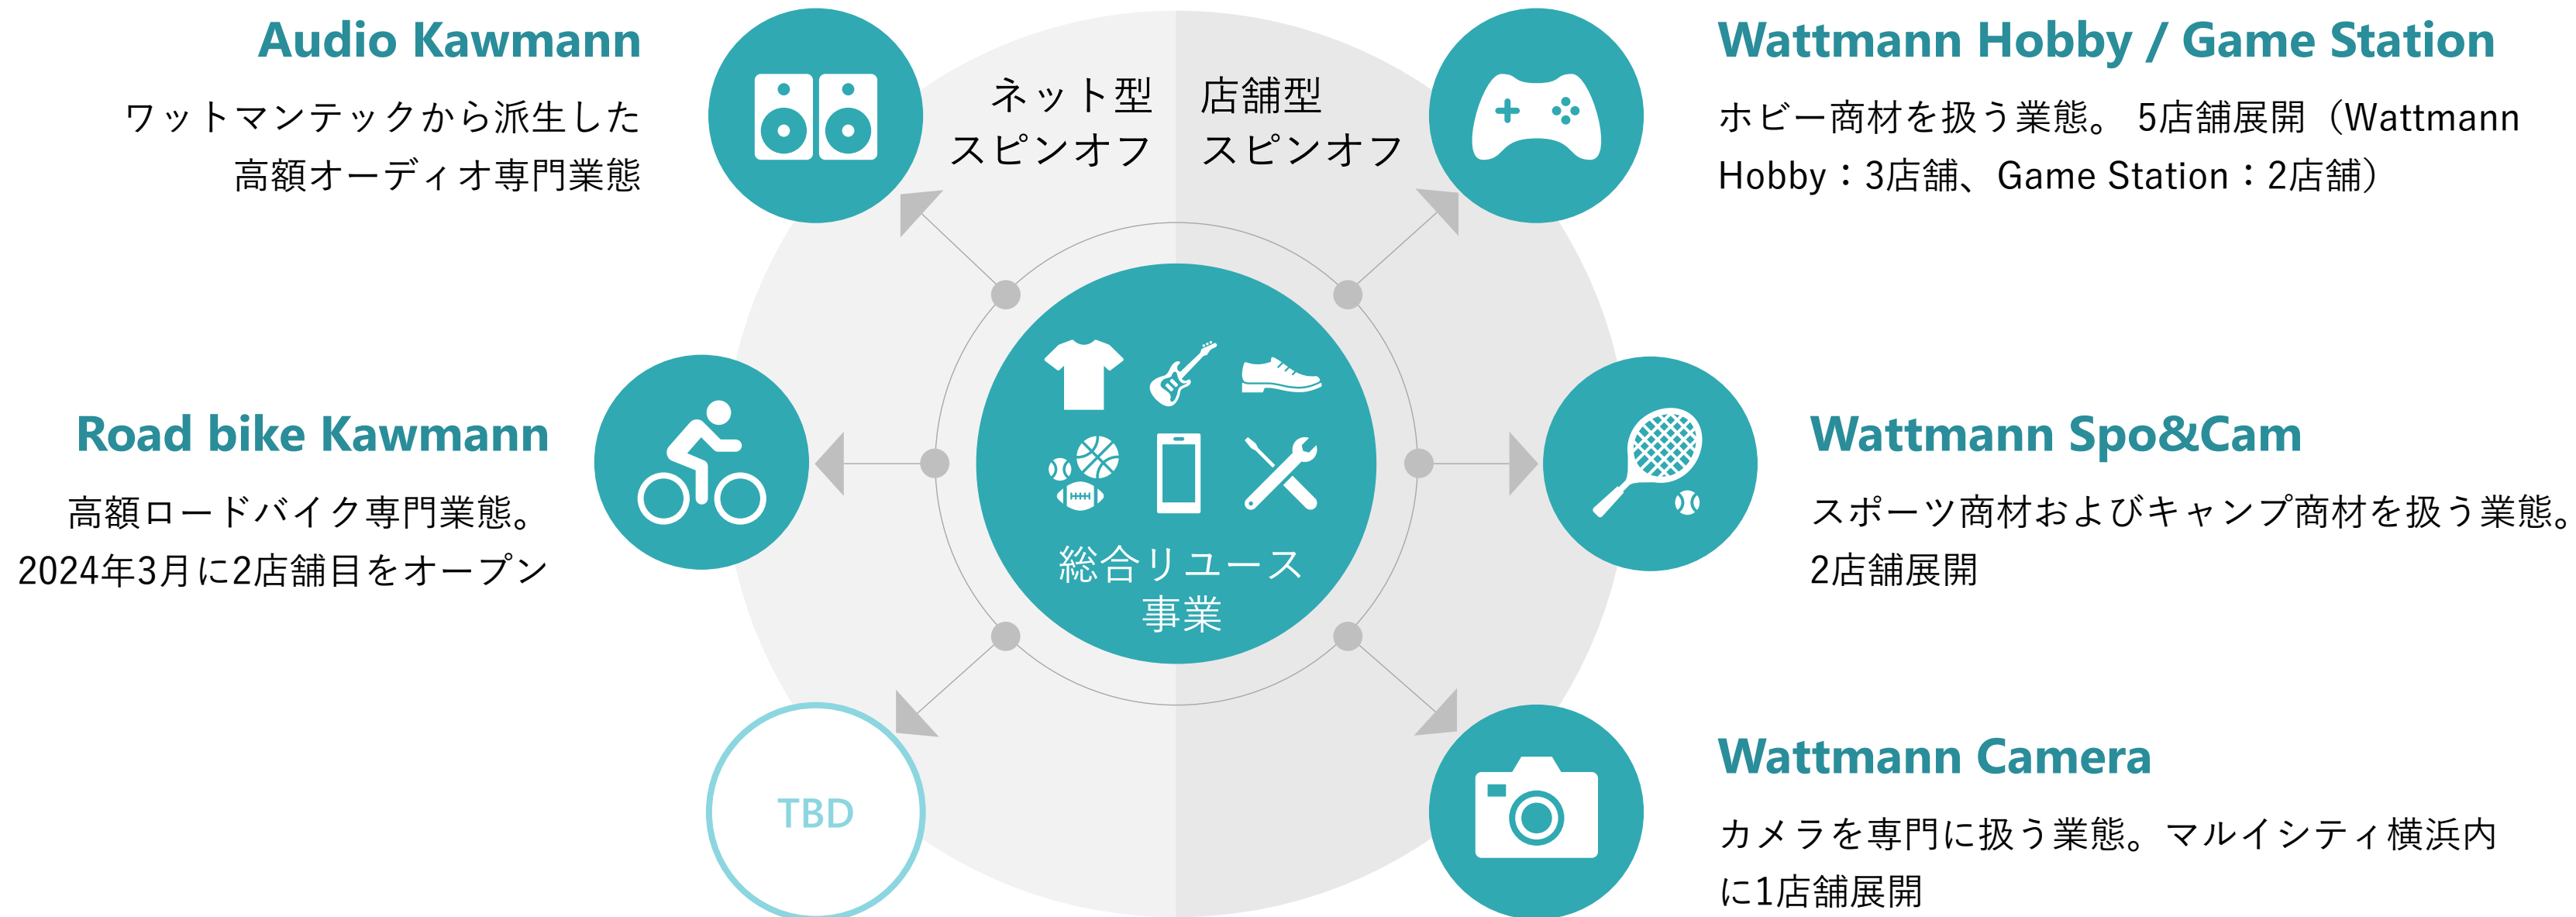 Audio Kawmann
ワットマンテックから派生した
高額オーディオ専門業態
ネット型
スピンオフ
店舗型
スピンオフ
Wattmann Hobby / Game Station
ホビー商材を扱う業態。 5店舗展開（Wattmann
Hobby：3店舗、Game Station：2店舗）
Road bike Kawmann
高額ロードバイク専門業態。
2024年3月に2店舗目をオープン
総合リユース
事業
Wattmann Spo&Cam
スポーツ商材およびキャンプ商材を扱う業態。
2店舗展開
TBD
Wattmann Camera
カメラを専門に扱う業態。マルイシティ横浜内
に1店舗展開